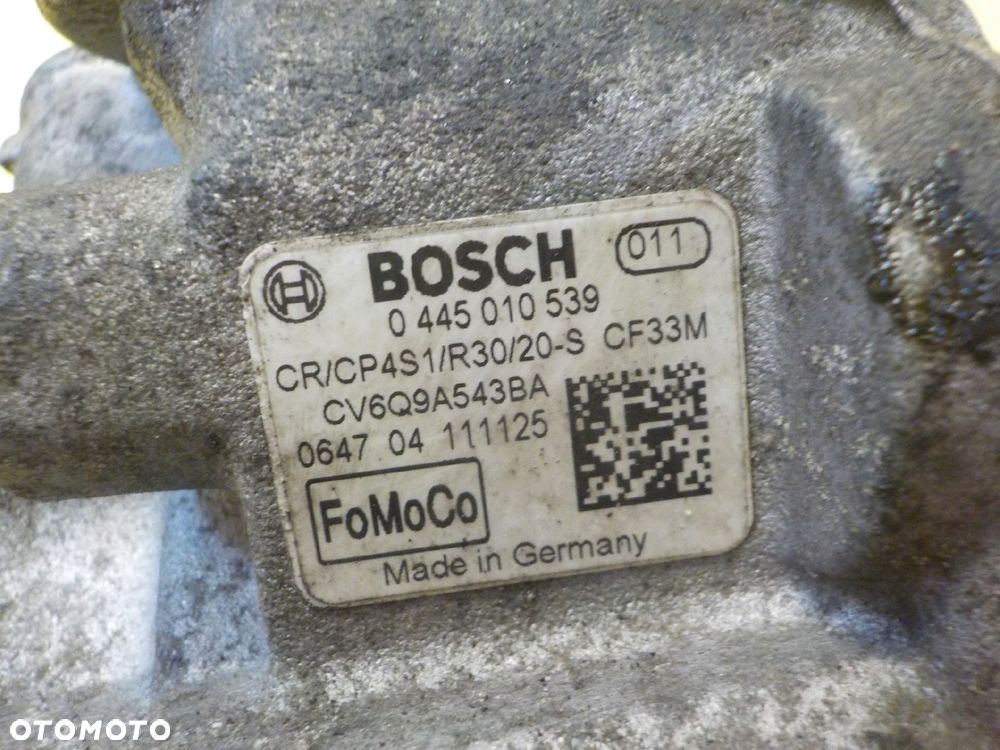 BOSCH 011
0 445 010 539
CR/CP4S1/R30/20-S CF33M
CV6Q9A543BA
0647 04 111125
FoMoCo
Made in Germany
OTOMOTO